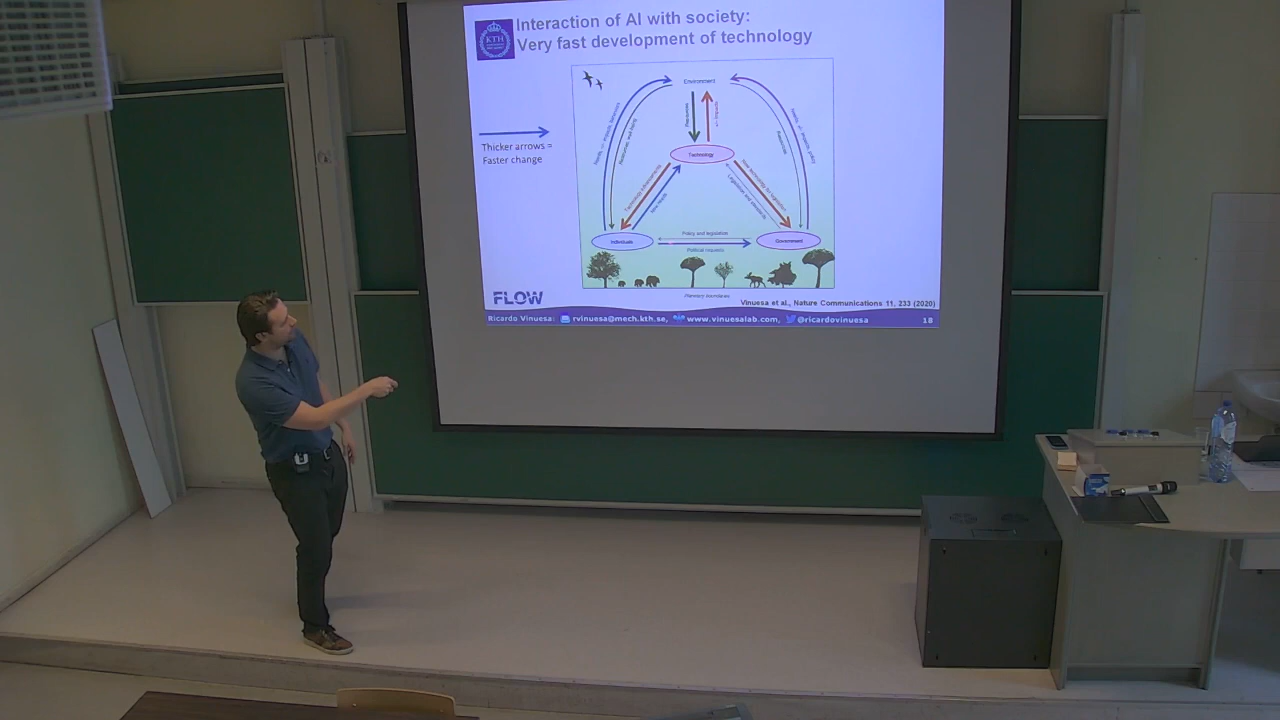 Interaction of AI with society:
Very fast development of technology
KTH
Environment
Thicker arrows =
Faster change
Technology
Policy and legislation
Individuals
Government
Political requests
Planetary boundaries
FLOW
Vinuesa et al., Nature Communications 11, 233 (2020)
Ricardo Vinuesa: rvinuesa@mech.kth.se, www.vinuesalab.com, @ricardovinuesa 18